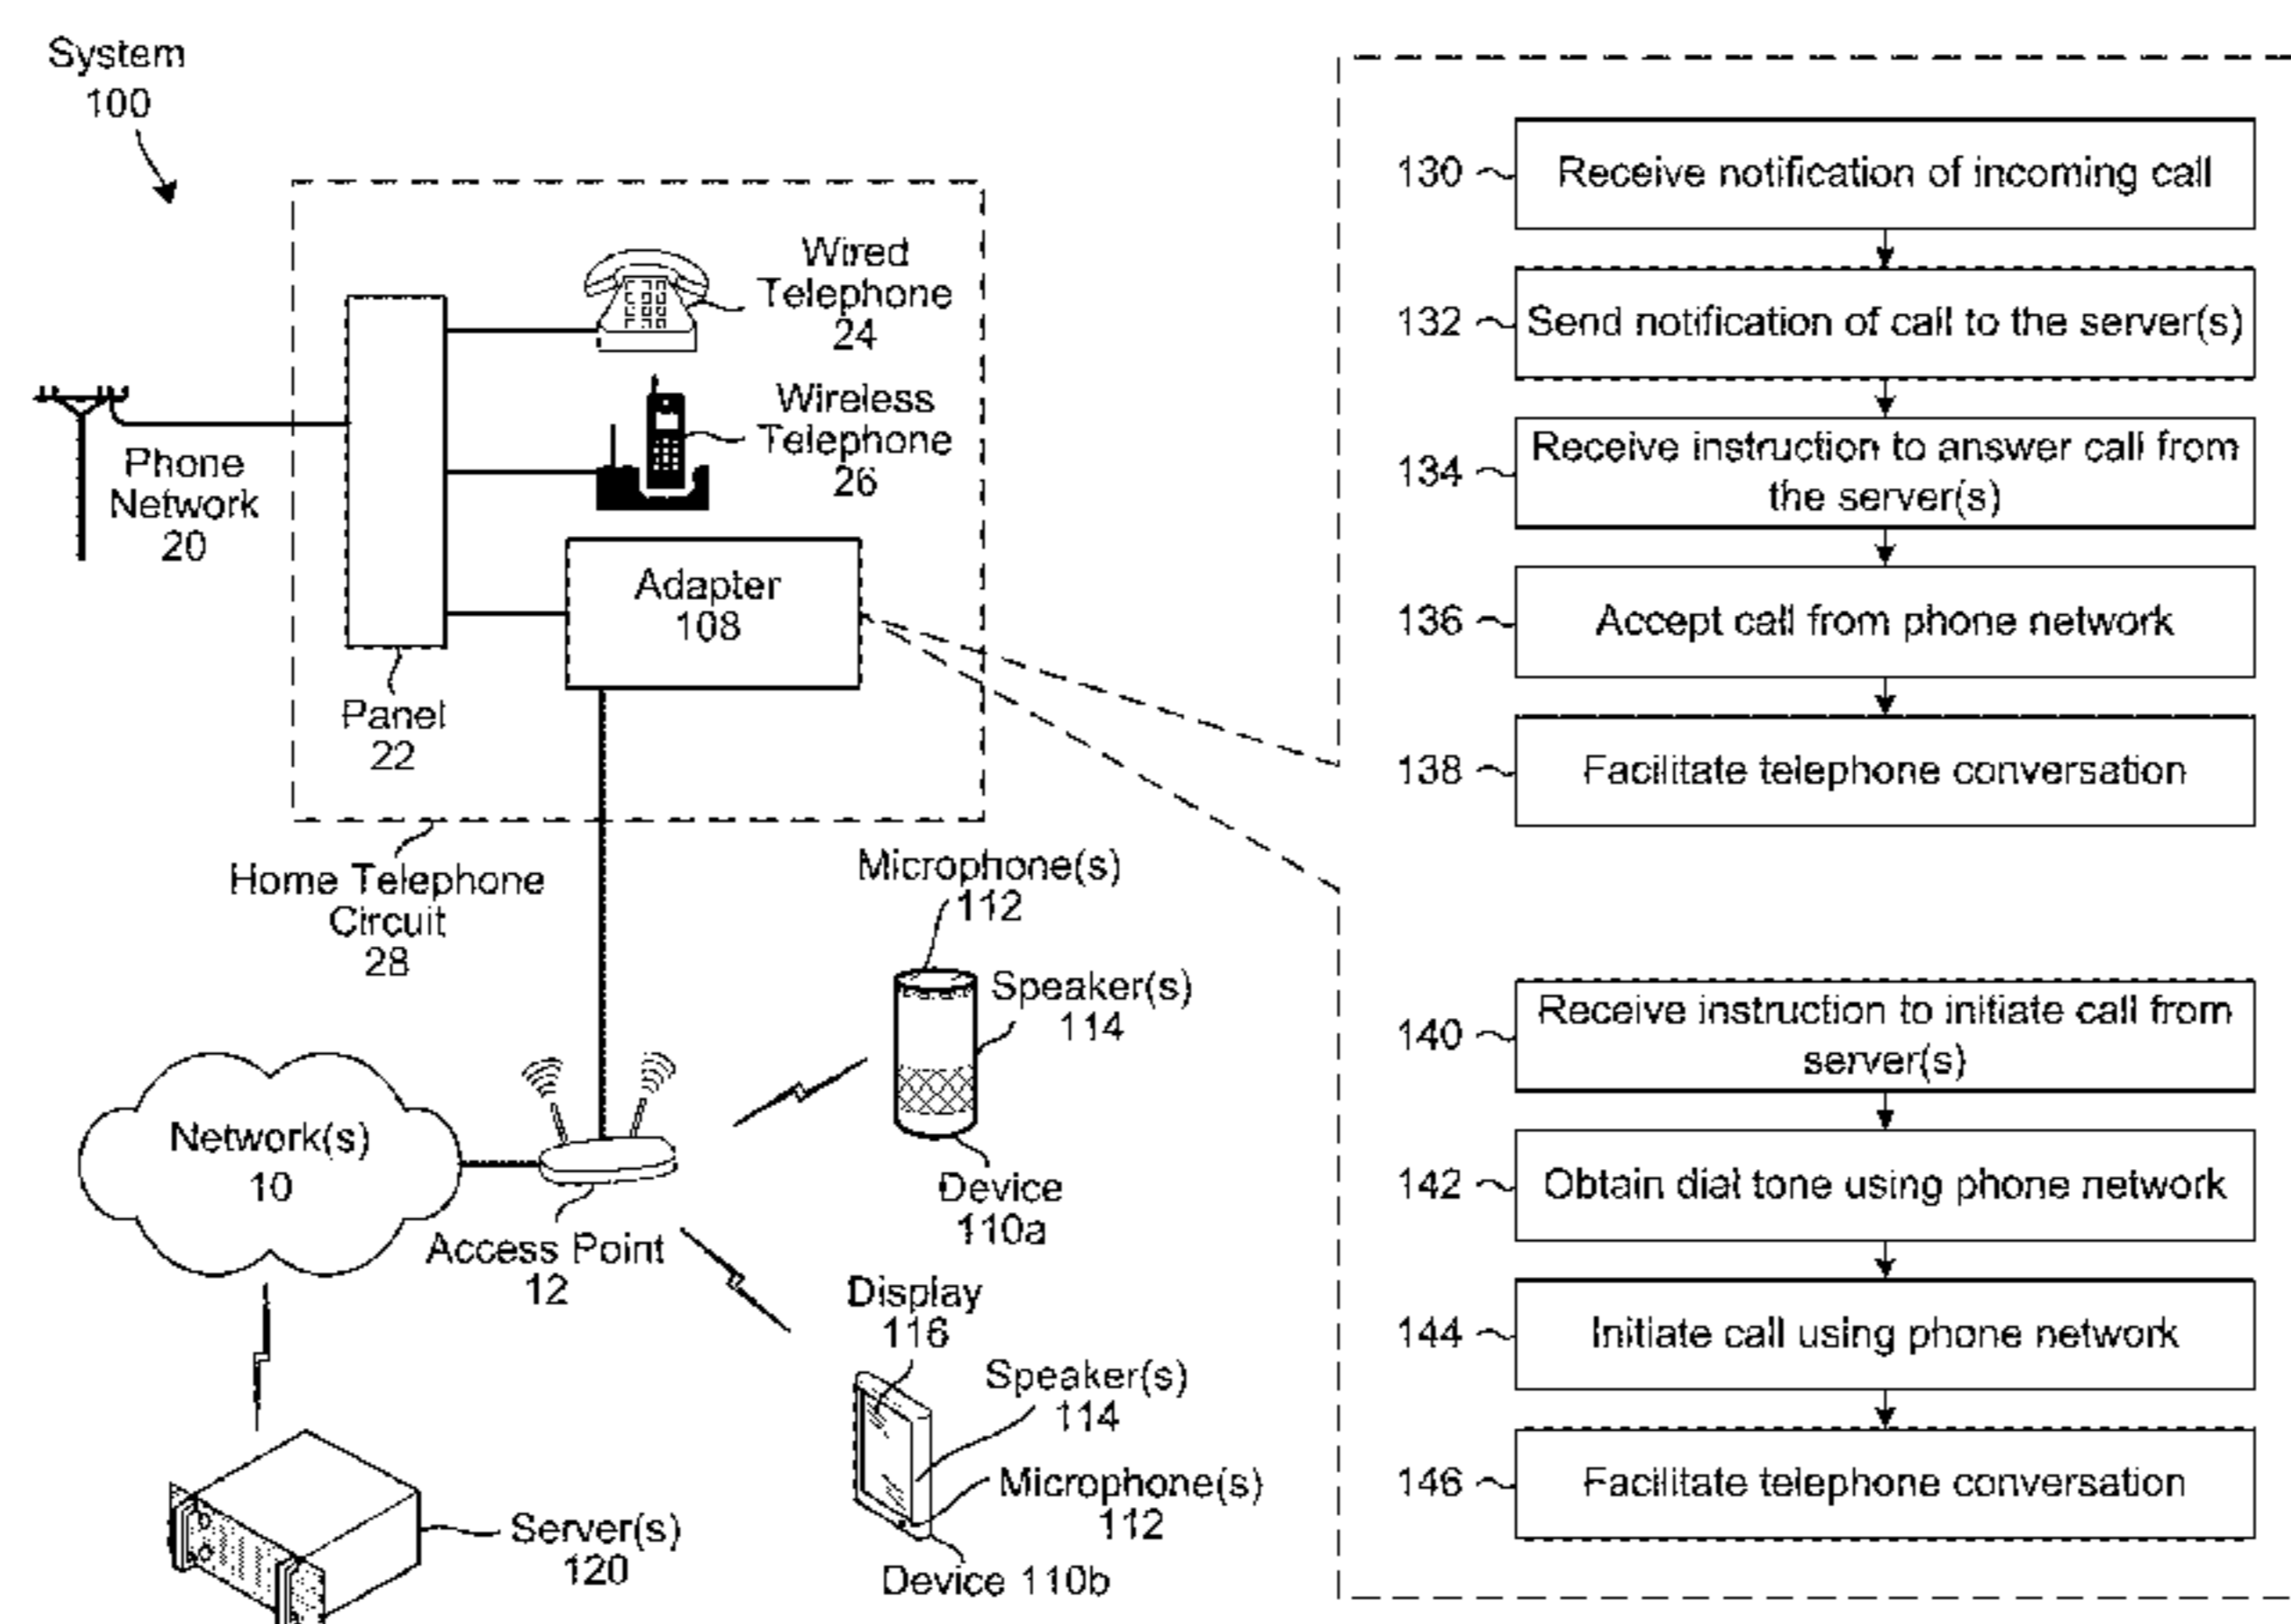 System
100
Wired
Telephone
24
Wireless
Telephone
26
Phone
Network
20
Adapter
108
Panel
22
Home Telephone
Circuit
28
Microphone(s)
112
Speaker(s)
114
Device
110a
Network(s)
10
Access Point
12
Display
116
Speaker(s)
114
Microphone(s)
112
Device 110b
Server(s)
120
130 Receive notification of incoming call
132 Send notification of call to the server(s)
134 Receive instruction to answer call from
the server(s)
136 Accept call from phone network
138 Facilitate telephone conversation
140 Receive instruction to initiate call from
server(s)
142 Obtain dial tone using phone network
144 Initiate call using phone network
146 Facilitate telephone conversation